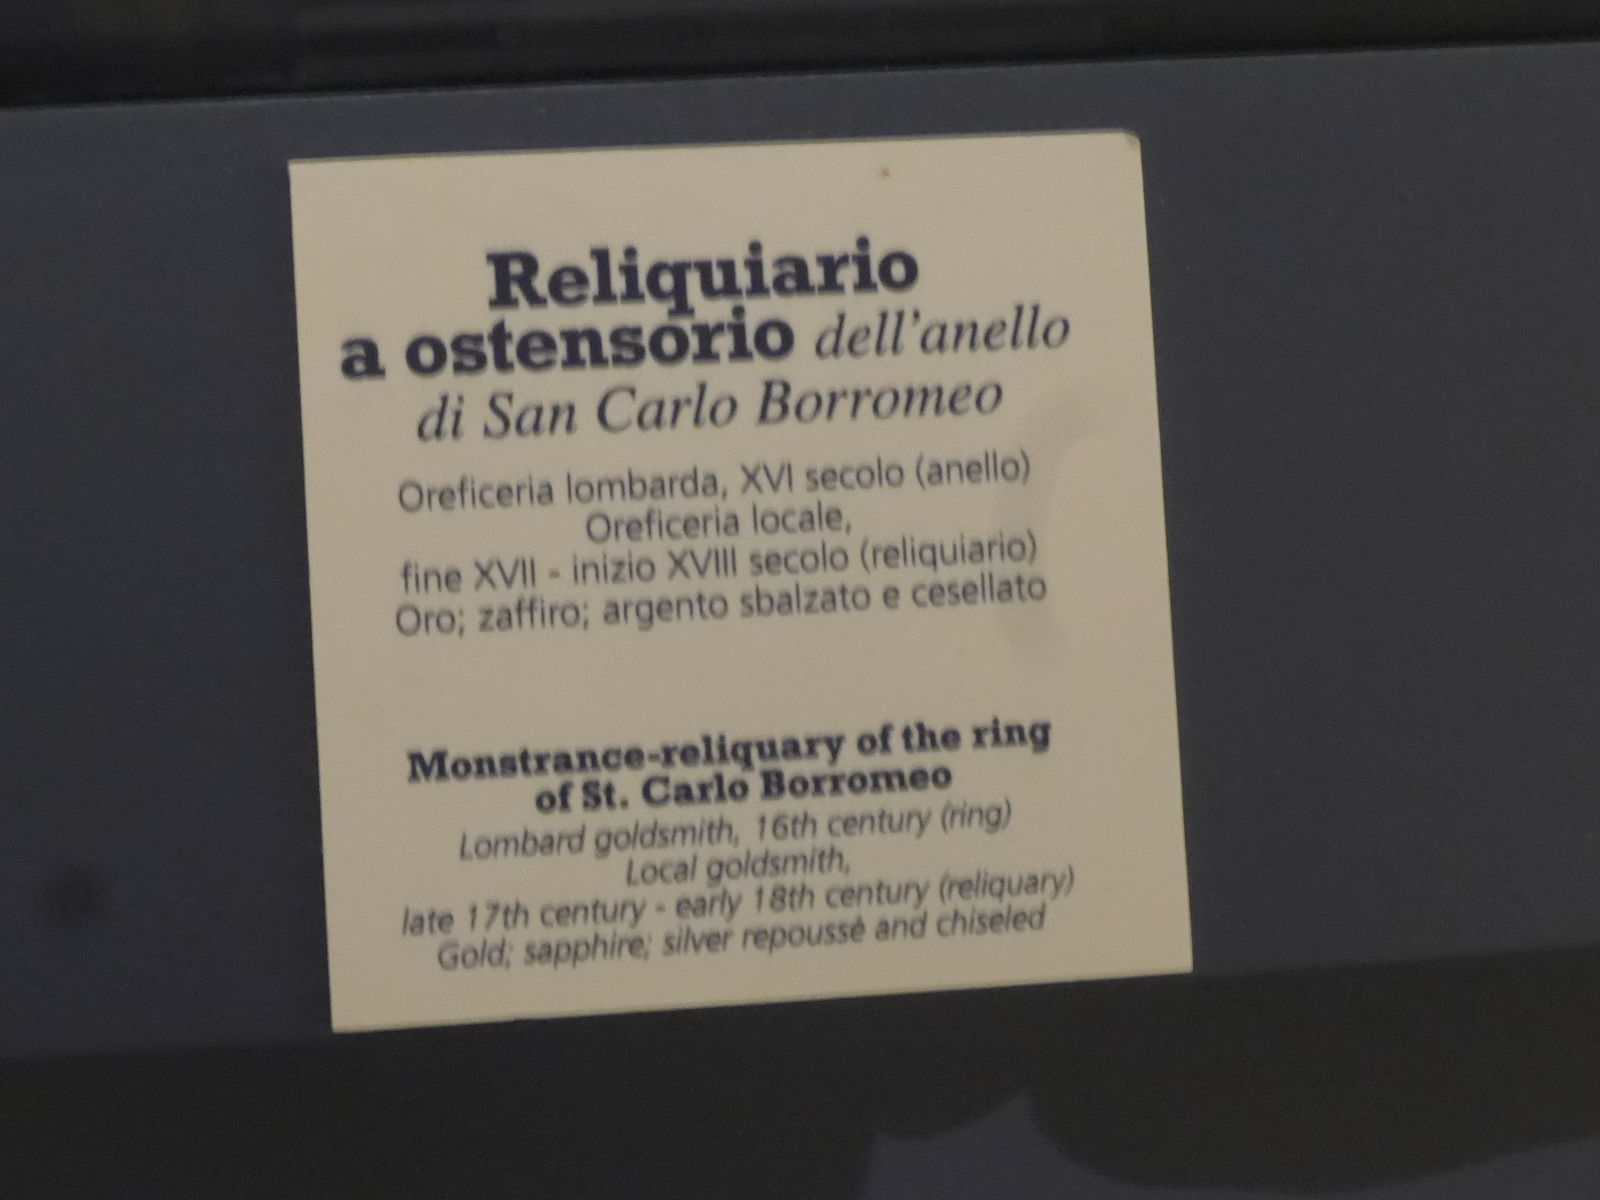 Reliquiario
a ostensorio dell'anello
di San Carlo Borromeo
Oreficeria lombarda, XVI secolo (anello)
Oreficeria locale,
fine XVII - inizio XVIII secolo (reliquiario)
Oro; zaffiro; argento sbalzato e cesellato
Monstrance-reliquary of the ring
of St. Carlo Borromeo
Lombard goldsmith, 16th century (ring)
Local goldsmith,
late 17th century - early 18th century (reliquary)
Gold; sapphire; silver repoussé and chiseled